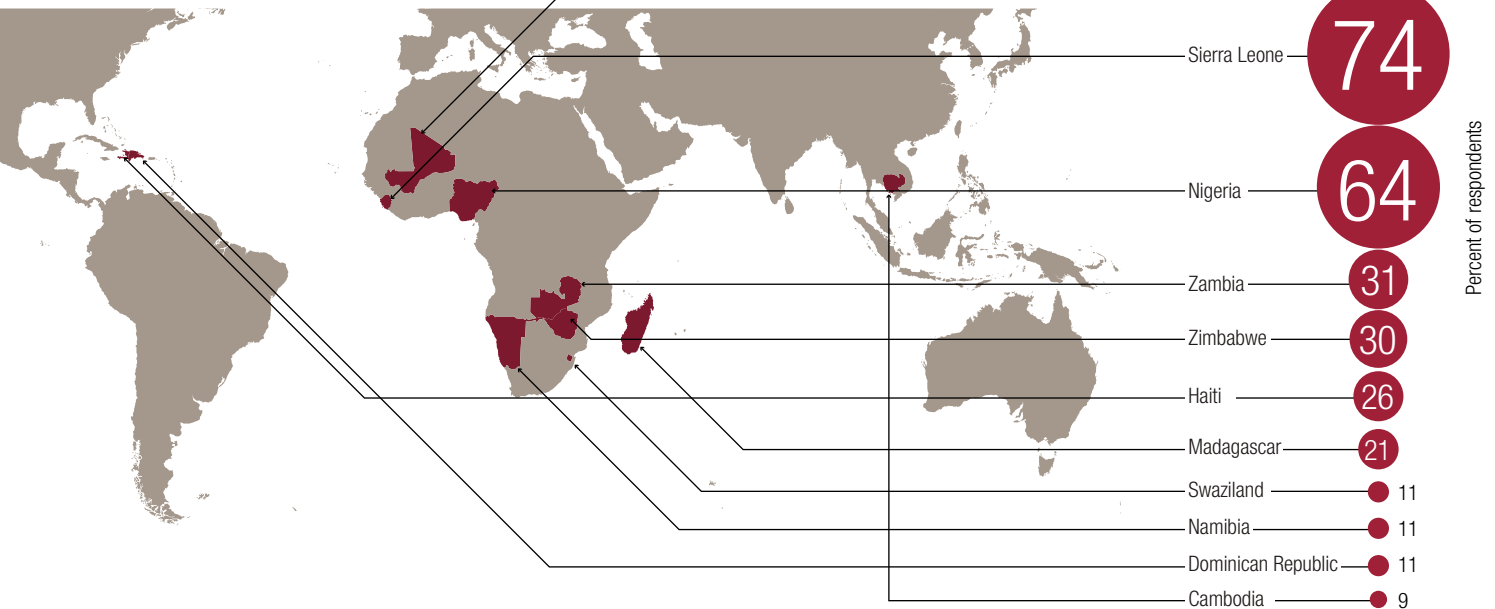 Sierra Leone 74
Nigeria 64
Zambia 31
Zimbabwe 30
Haiti 26
Madagascar 21
Swaziland 11
Namibia 11
Dominican Republic 11
Cambodia 9
Percent of respondents